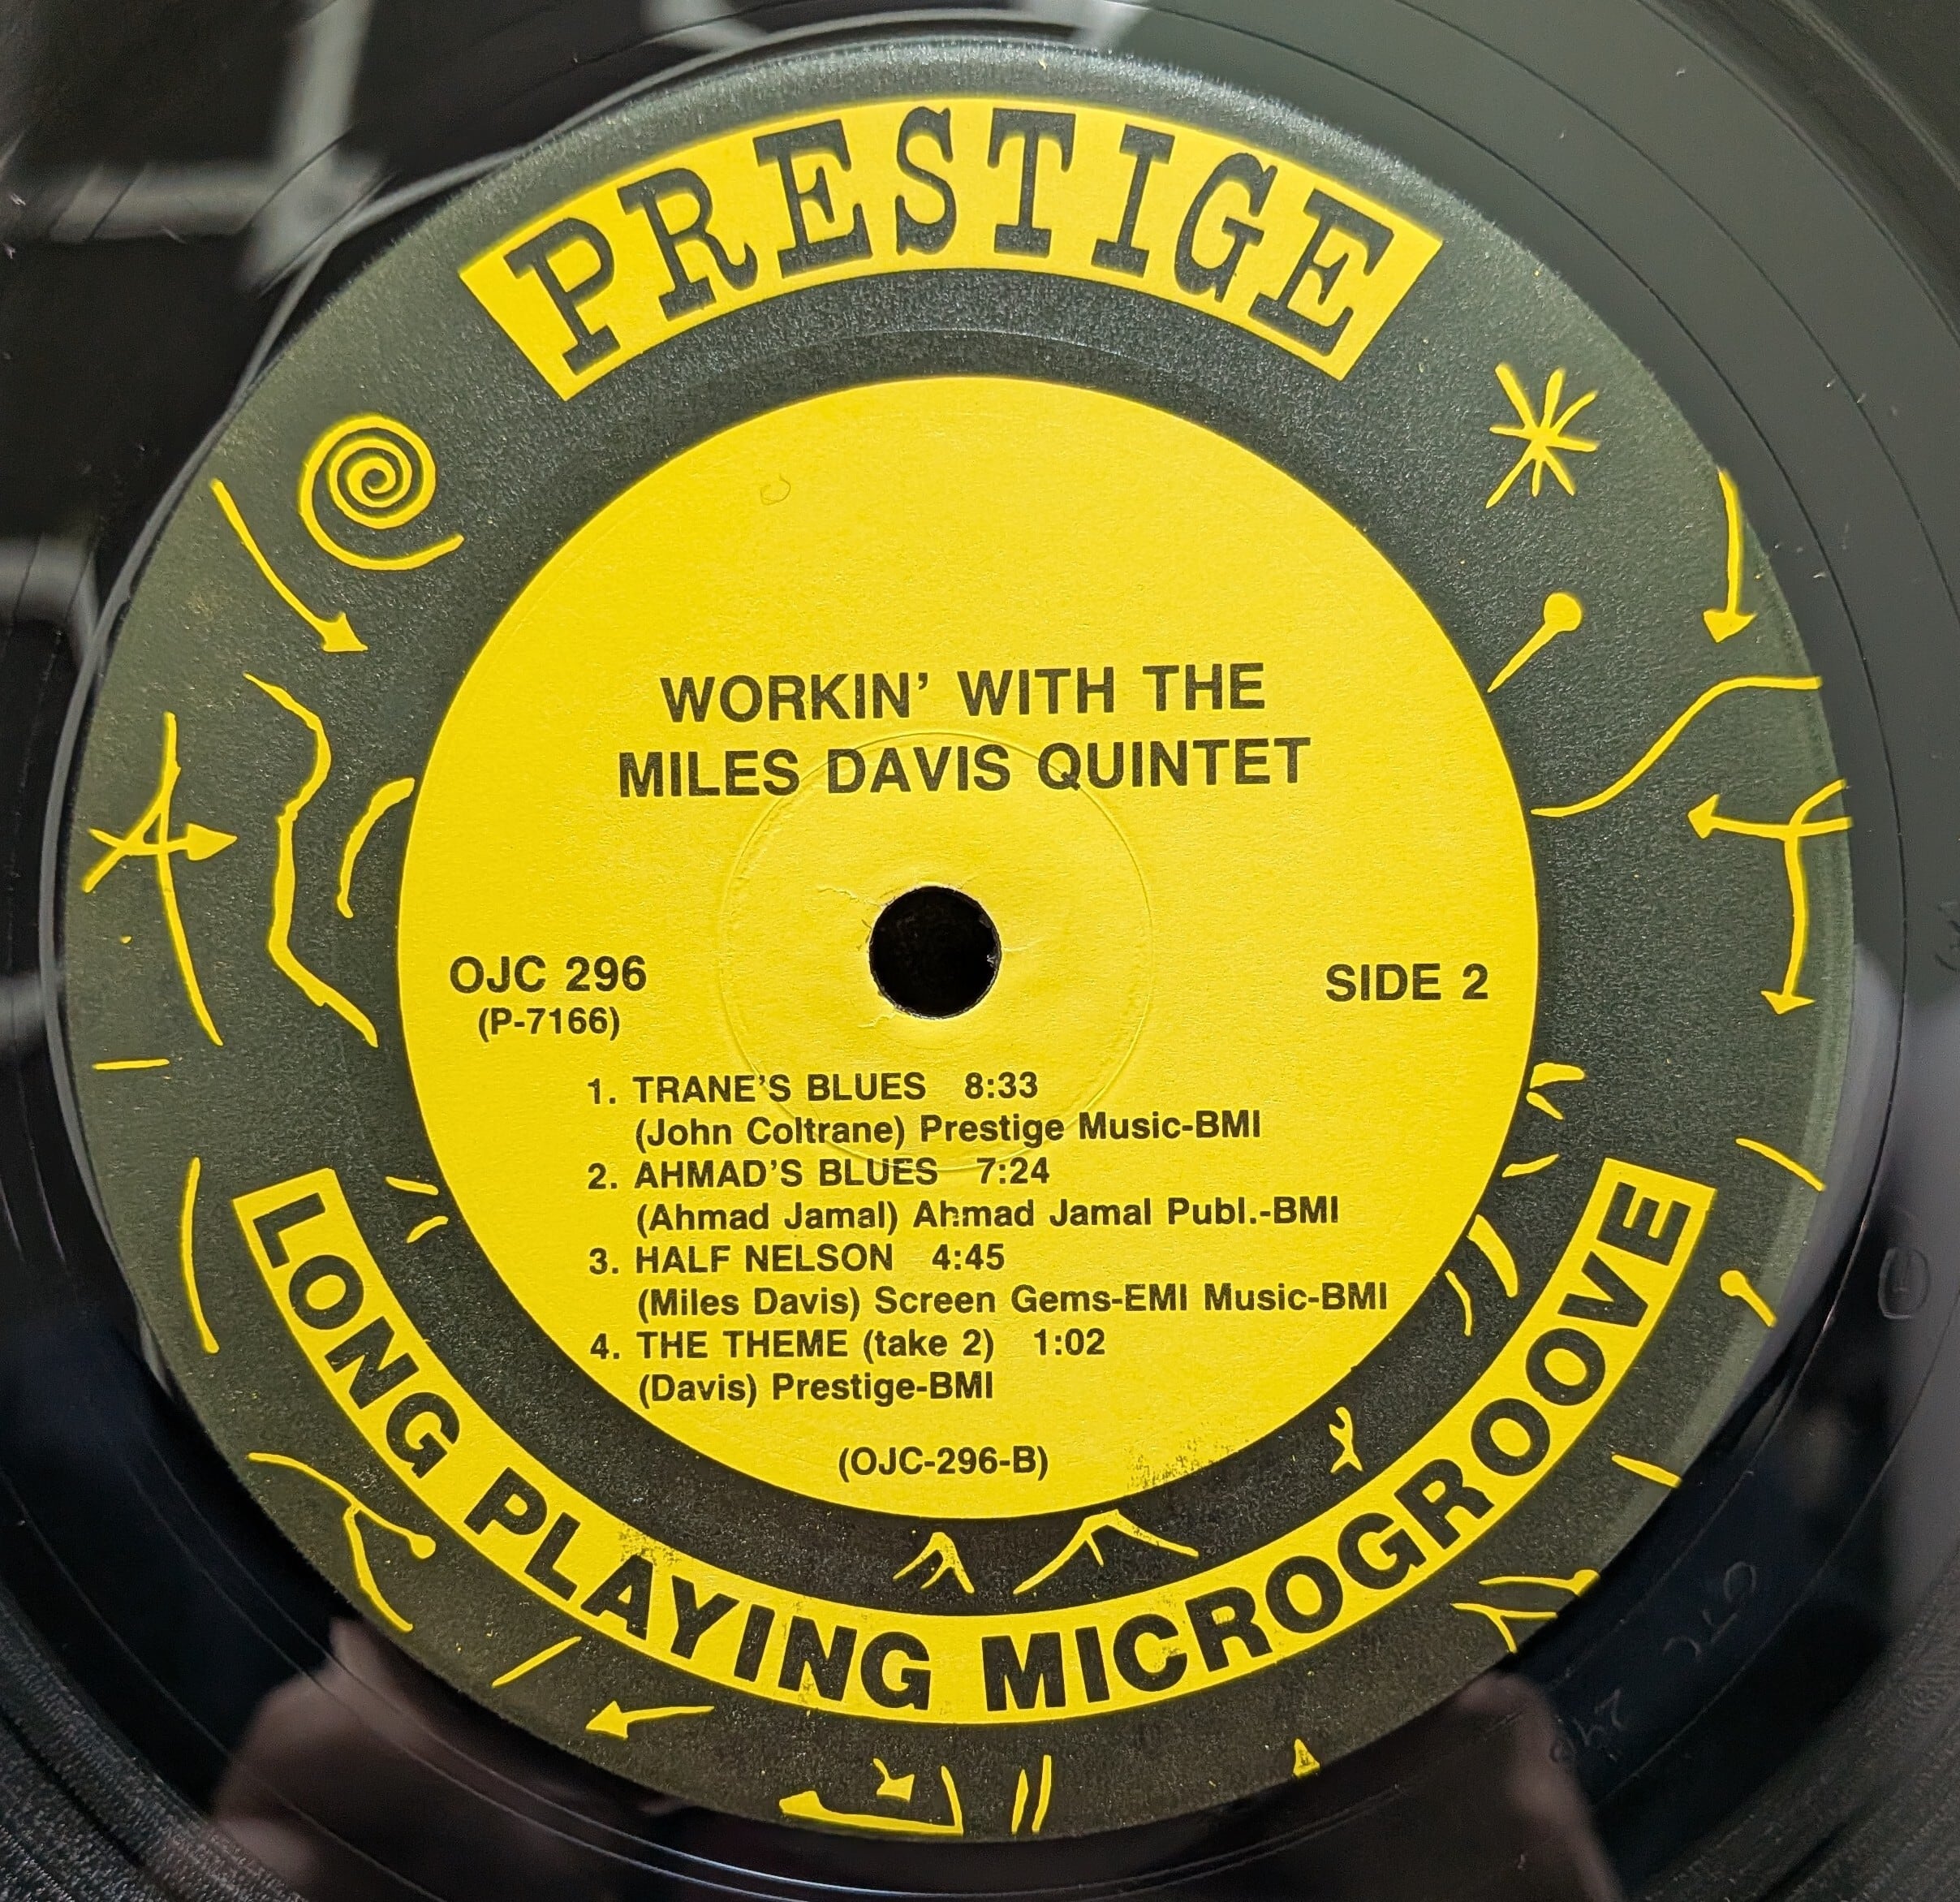 PRESTIGE
WORKIN' WITH THE
MILES DAVIS QUINTET
OJC 296
(P-7166)
SIDE 2
1. TRANE'S BLUES 8:33
(John Coltrane) Prestige Music-BMI
2. AHMAD'S BLUES 7:24
(Ahmad Jamal) Ahmad Jamal Publ.-BMI
3. HALF NELSON 4:45
(Miles Davis) Screen Gems-EMI Music-BMI
4. THE THEME (take 2) 1:02
(Davis) Prestige-BMI
(OJC-296-B)
LONG PLAYING MICROGROOVE